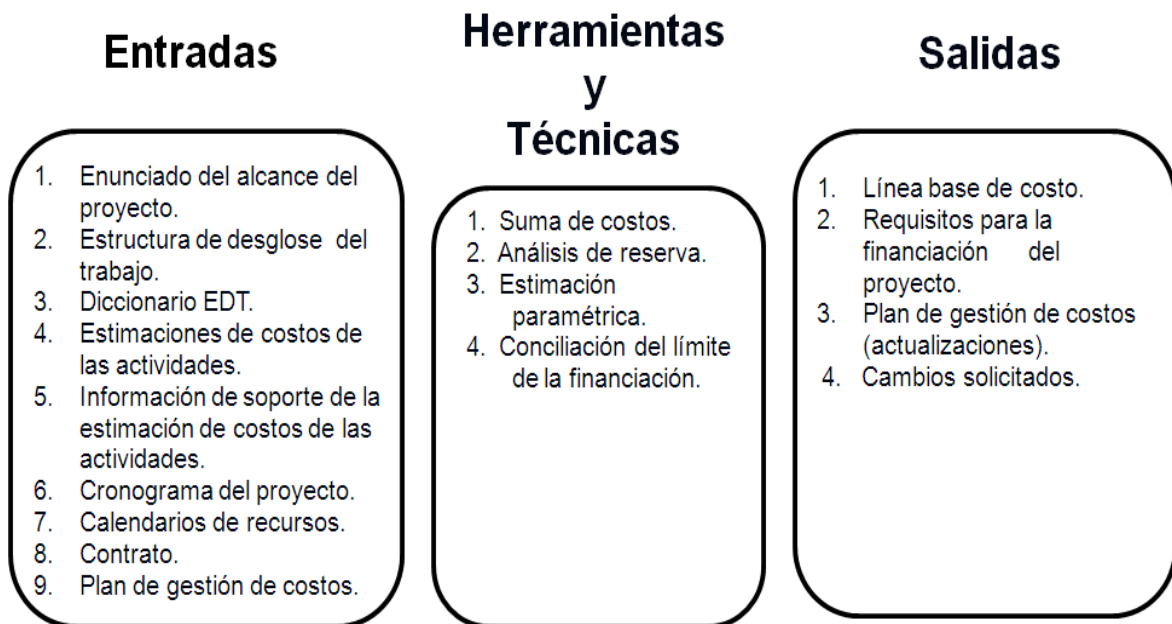 Entradas
1. Enunciado del alcance del
proyecto.
2. Estructura de desglose del
trabajo.
3. Diccionario EDT.
4. Estimaciones de costos de
las actividades.
5. Información de soporte de la
estimación de costos de las
actividades.
6. Cronograma del proyecto.
7. Calendarios de recursos.
8. Contrato.
9. Plan de gestión de costos.
Herramientas
y
Técnicas
1. Suma de costos.
2. Análisis de reserva.
3. Estimación
paramétrica.
4. Conciliación del límite
de la financiación.
Salidas
1. Línea base de costo.
2. Requisitos para la
financiación del
proyecto.
3. Plan de gestión de costos
(actualizaciones).
4. Cambios solicitados.